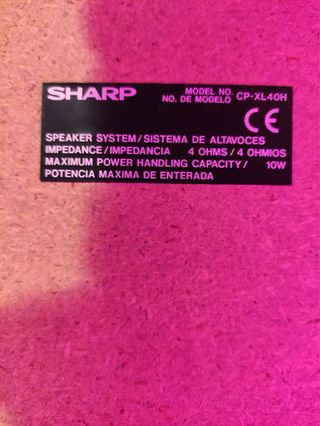 SHARP MODEL NO. CP-XL40H
NO. DE MODELO
CE
SPEAKER SYSTEM/SISTEMA DE ALTAVOCES
IMPEDANCE/IMPEDANCIA 4 OHMS/4 OHMIOS
MAXIMUM POWER HANDLING CAPACITY/ 10W
POTENCIA MAXIMA DE ENTERADA